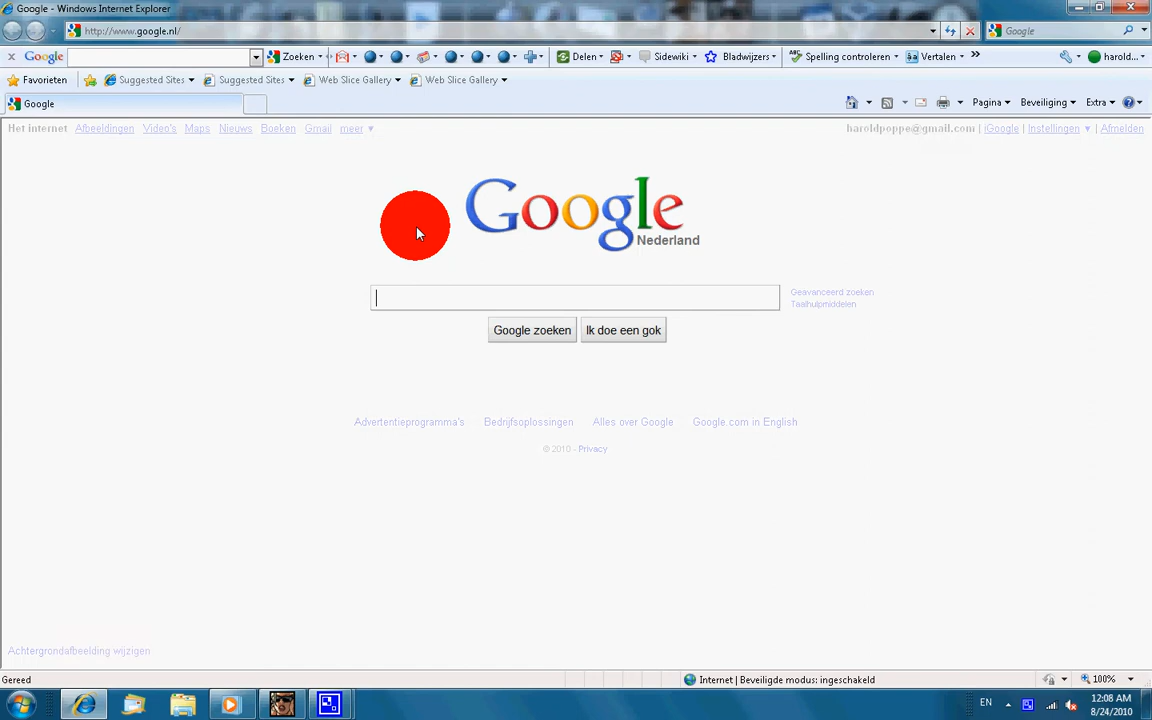 Google - Windows Internet Explorer
http://www.google.nl/
Google
x Google Zoeken Delen Sidewiki Bladwijzers Spelling controleren Vertalen » harold...
Favorieten Suggested Sites Suggested Sites Web Slice Gallery Web Slice Gallery
Google Pagina Beveiliging Extra
Het internet Afbeeldingen Video's Maps Nieuws Boeken Gmail meer ▼
haroldpoppe@gmail.com | iGoogle | Instellingen ▼ | Afmelden
Google
Nederland
Geavanceerd zoeken
Taalhulpmiddelen
Google zoeken Ik doe een gok
Advertentieprogramma's Bedrijfsoplossingen Alles over Google Google.com in English
© 2010 - Privacy
Achtergrondafbeelding wijzigen
Gereed Internet | Beveiligde modus: ingeschakeld 100%
EN 12:08 AM
8/24/2010